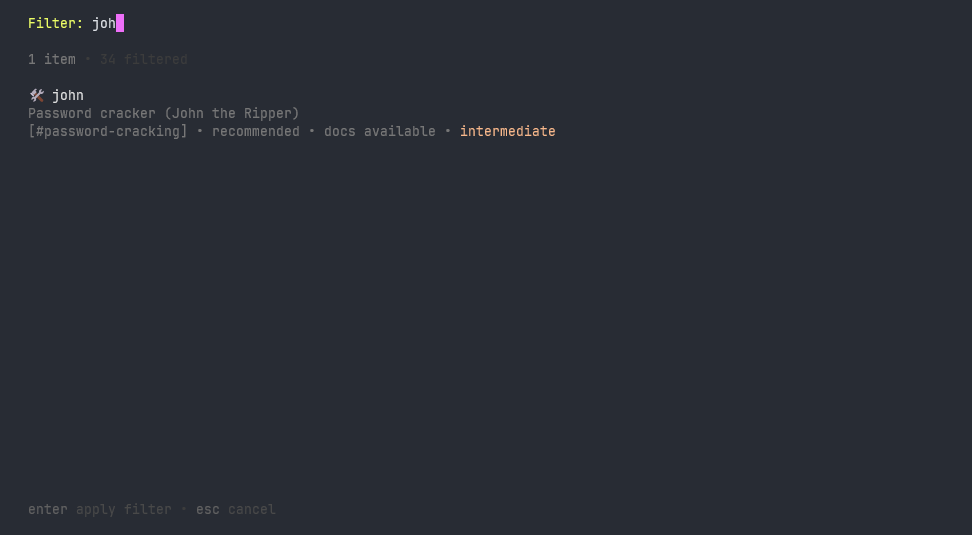 Filter: joh
1 item • 34 filtered
🛠 john
Password cracker (John the Ripper)
[#password-cracking] • recommended • docs available • intermediate
enter apply filter • esc cancel